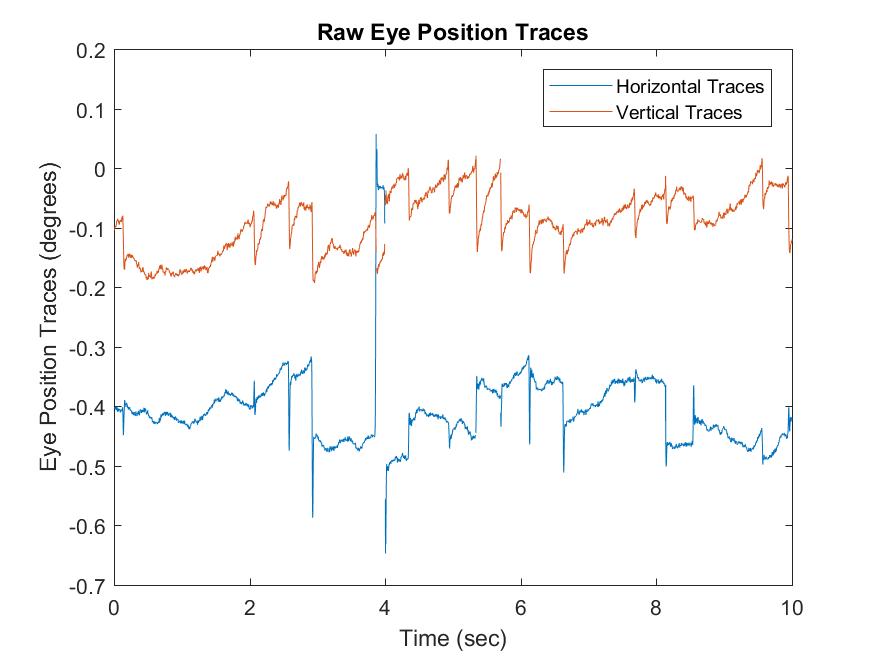 Raw Eye Position Traces
Horizontal Traces
Vertical Traces
Eye Position Traces (degrees)
0.2
0.1
0
-0.1
-0.2
-0.3
-0.4
-0.5
-0.6
-0.7
0 2 4 6 8 10
Time (sec)